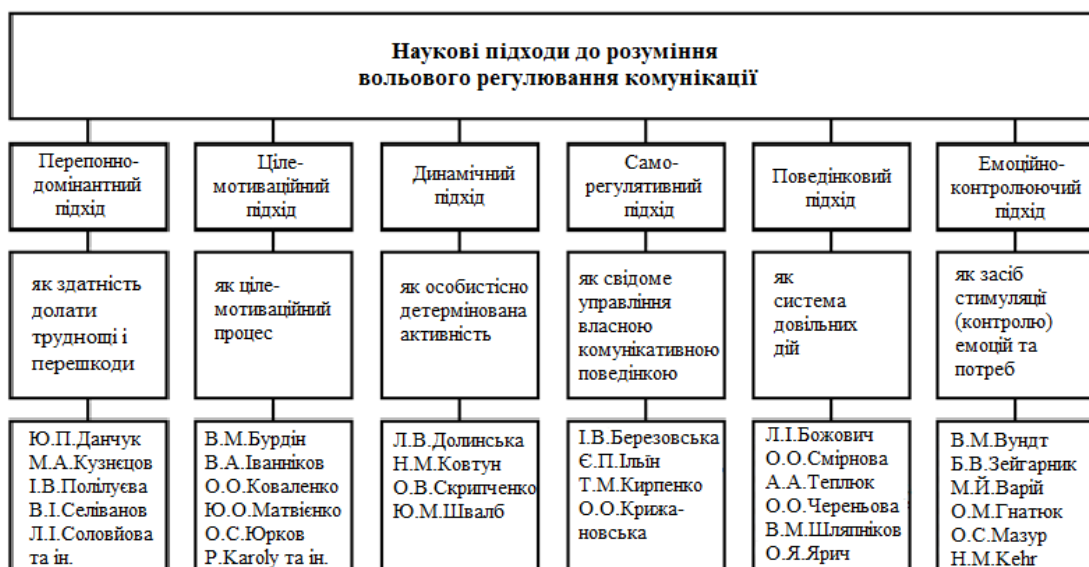 Наукові підходи до розуміння
вольового регулювання комунікації
Перепонно-
домінантний
підхід
Ціле-
мотиваційний
підхід
Динамічний
підхід
Само-
регулятивний
підхід
Поведінковий
підхід
Емоційно-
контролюючий
підхід
як здатність
долати
труднощі і
перешкоди
як ціле-
мотиваційний
процес
як особистісно
детермінована
активність
як свідоме
управління
власною
комунікативною
поведінкою
як
система
довільних
дій
як засіб
стимуляції
(контролю)
емоцій та
потреб
Ю.П.Данчук
М.А.Кузнєцов
І.В.Полілуєва
В.І.Селіванов
Л.І.Соловйова
та ін.
В.М.Бурдін
В.А.Іванніков
О.О.Коваленко
Ю.О.Матвієнко
О.С.Юрков
P.Karoly та ін.
Л.В.Долинська
Н.М.Ковтун
О.В.Скрипченко
Ю.М.Швалб
І.В.Березовська
Є.П.Ільїн
Т.М.Кирпенко
О.О.Крижа-
новська
Л.І.Божович
О.О.Смірнова
А.А.Теплюк
О.О.Череньова
В.М.Шляпніков
О.Я.Ярич
В.М.Вундт
Б.В.Зейгарник
М.Й.Варій
О.М.Гнатюк
О.С.Мазур
H.M.Kehr